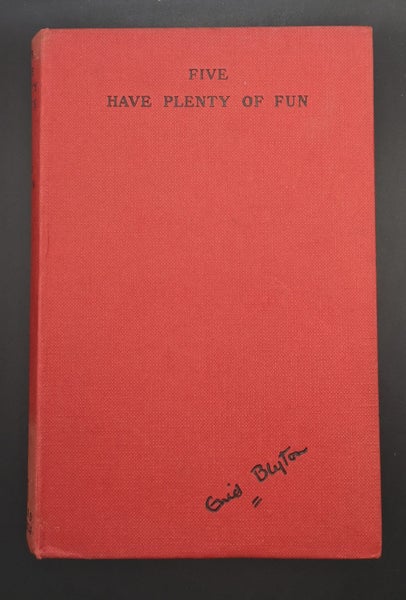 FIVE
HAVE PLENTY OF FUN
Enid Blyton